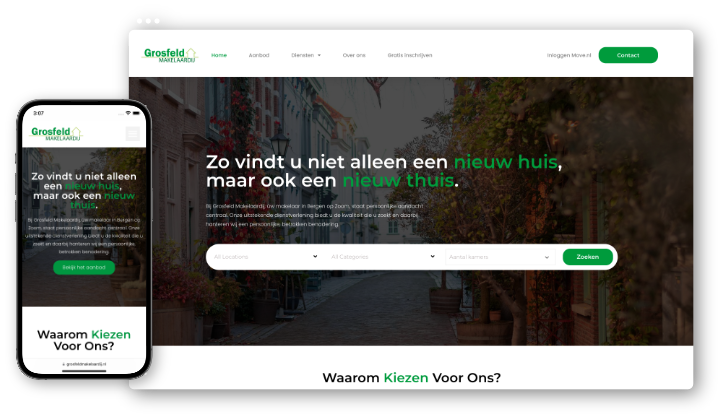 Grosfeld
MAKELAARDIJ
Home
Aanbod
Diensten
Over ons
Gratis Inschrijven
Inloggen Move.nl
Contact
Zo vindt u niet alleen een nieuw huis,
maar ook een nieuw thuis.
Bij Grosfeld Makelaardij, uw makelaar in Bergen op Zoom, staat persoonlijke aandacht
centraal. Onze uitstekende dienstverlening biedt u de kwaliteit die u zoekt en daarbij
hanteren wij een persoonlijke, betrokken benadering.
All Locations
All Categories
Aantal kamers
Zoeken
Waarom Kiezen Voor Ons?
3:07
Grosfeld
MAKELAARDIJ
Zo vindt u niet alleen
een nieuw huis,
maar ook een nieuw
thuis.
Bij Grosfeld Makelaardij, uw makelaar in Bergen op
Zoom, staat persoonlijke aandacht centraal. Onze
uitstekende dienstverlening biedt u de kwaliteit die u
zoekt en daarbij hanteren wij een persoonlijke,
betrokken benadering.
Bekijk het aanbod
Waarom Kiezen
Voor Ons?
grosfeldmakelaardij.nl